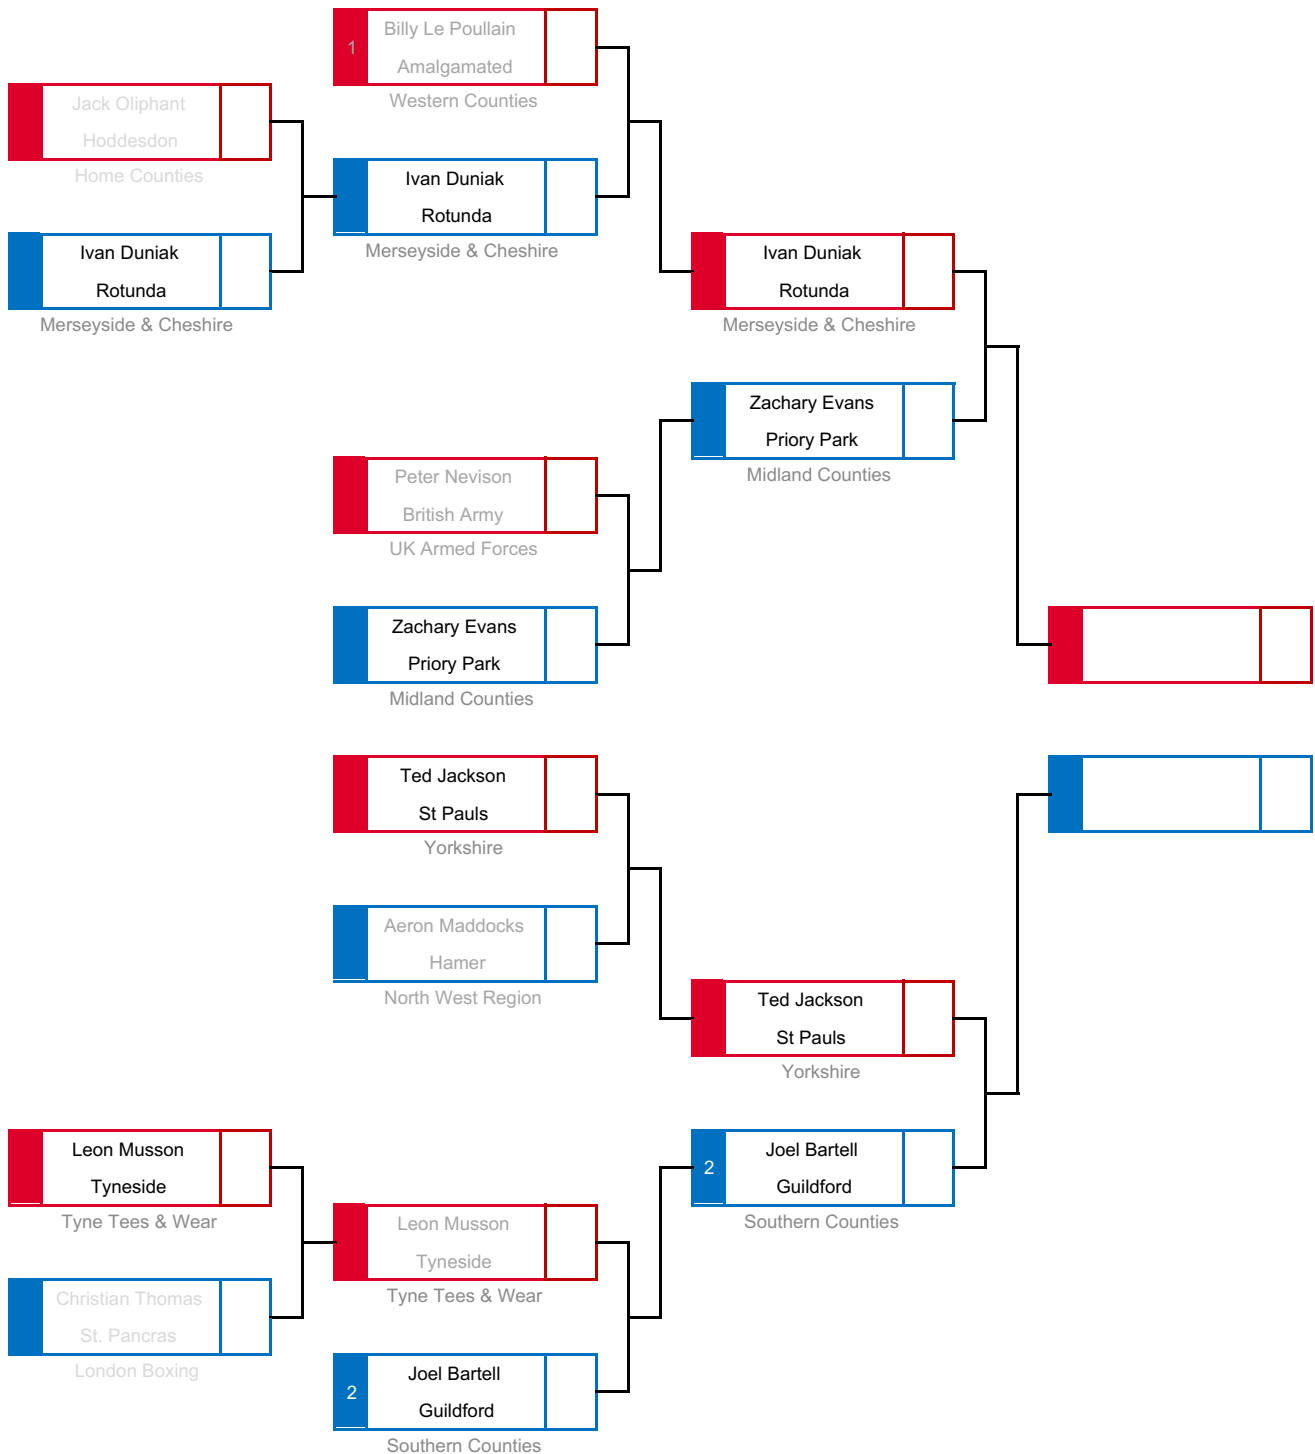 1
Billy Le Poullain
Amalgamated
Western Counties
Jack Oliphant
Hoddesdon
Home Counties
Ivan Duniak
Rotunda
Merseyside & Cheshire
Ivan Duniak
Rotunda
Merseyside & Cheshire
Ivan Duniak
Rotunda
Merseyside & Cheshire
Zachary Evans
Priory Park
Midland Counties
Peter Nevison
British Army
UK Armed Forces
Zachary Evans
Priory Park
Midland Counties
Ted Jackson
St Pauls
Yorkshire
Aeron Maddocks
Hamer
North West Region
Ted Jackson
St Pauls
Yorkshire
Leon Musson
Tyneside
Tyne Tees & Wear
2
Joel Bartell
Guildford
Southern Counties
Leon Musson
Tyneside
Tyne Tees & Wear
Christian Thomas
St. Pancras
London Boxing
2
Joel Bartell
Guildford
Southern Counties